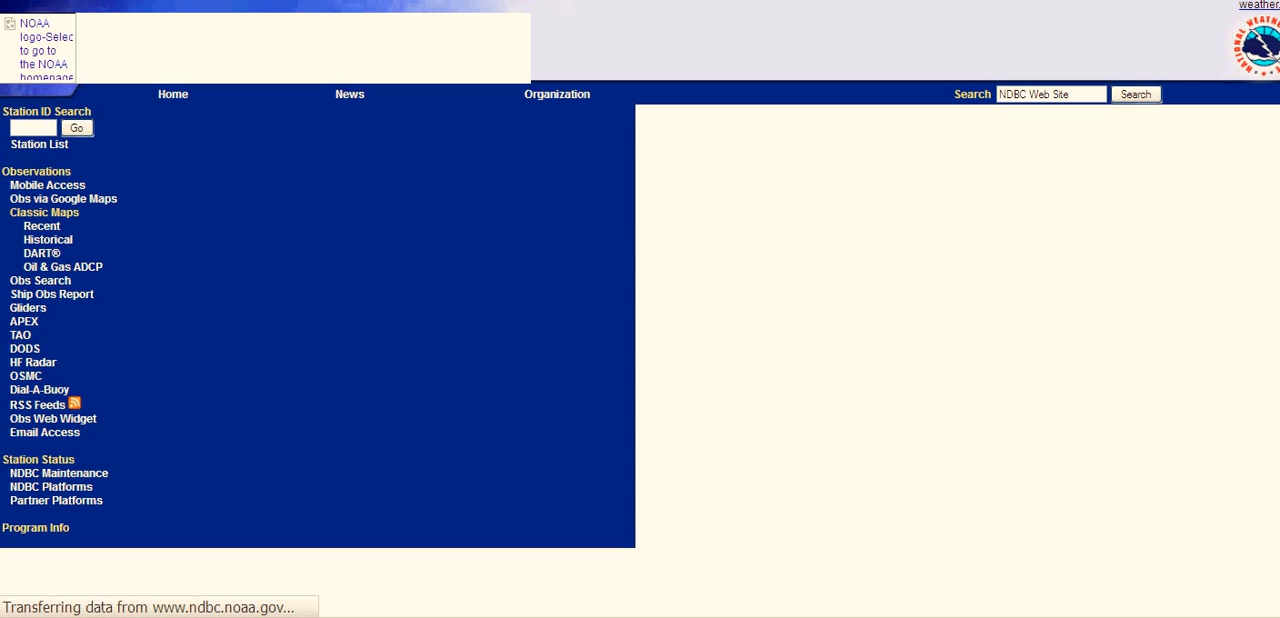 weather.
NOAA
logo-Selec
to go to
the NOAA
homepage
Home
News
Organization
Search
NDBC Web Site
Search
Station ID Search
Go
Station List
Observations
Mobile Access
Obs via Google Maps
Classic Maps
Recent
Historical
DART®
Oil & Gas ADCP
Obs Search
Ship Obs Report
Gliders
APEX
TAO
DODS
HF Radar
OSMC
Dial-A-Buoy
RSS Feeds
Obs Web Widget
Email Access
Station Status
NDBC Maintenance
NDBC Platforms
Partner Platforms
Program Info
Transferring data from www.ndbc.noaa.gov...